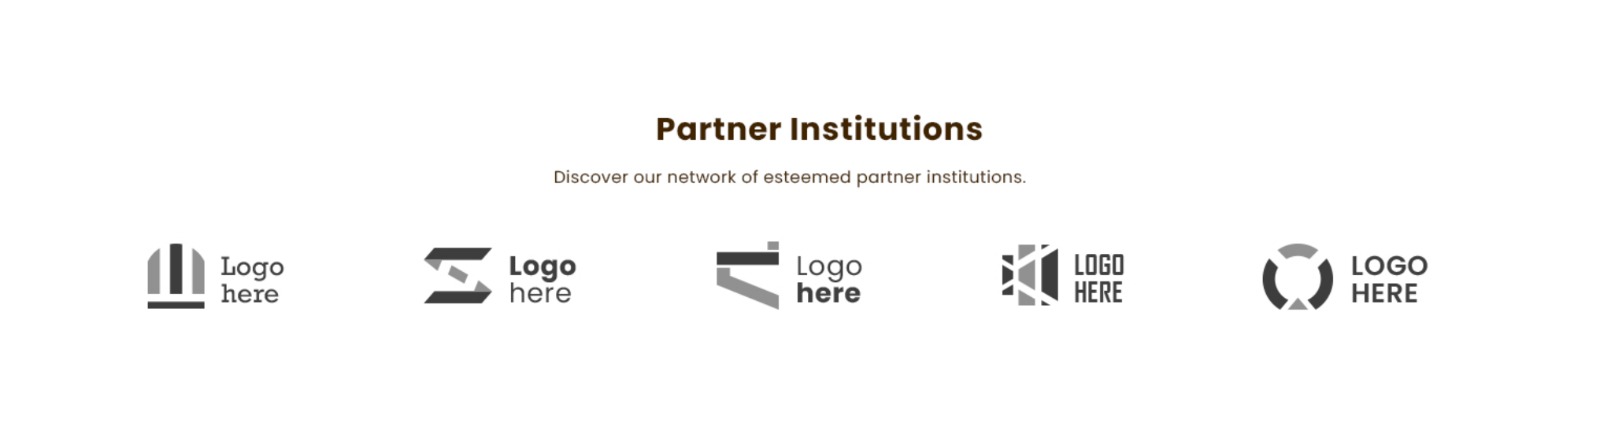 Partner Institutions
Discover our network of esteemed partner institutions.
Logo
here
Logo
here
Logo
here
LOGO
HERE
LOGO
HERE